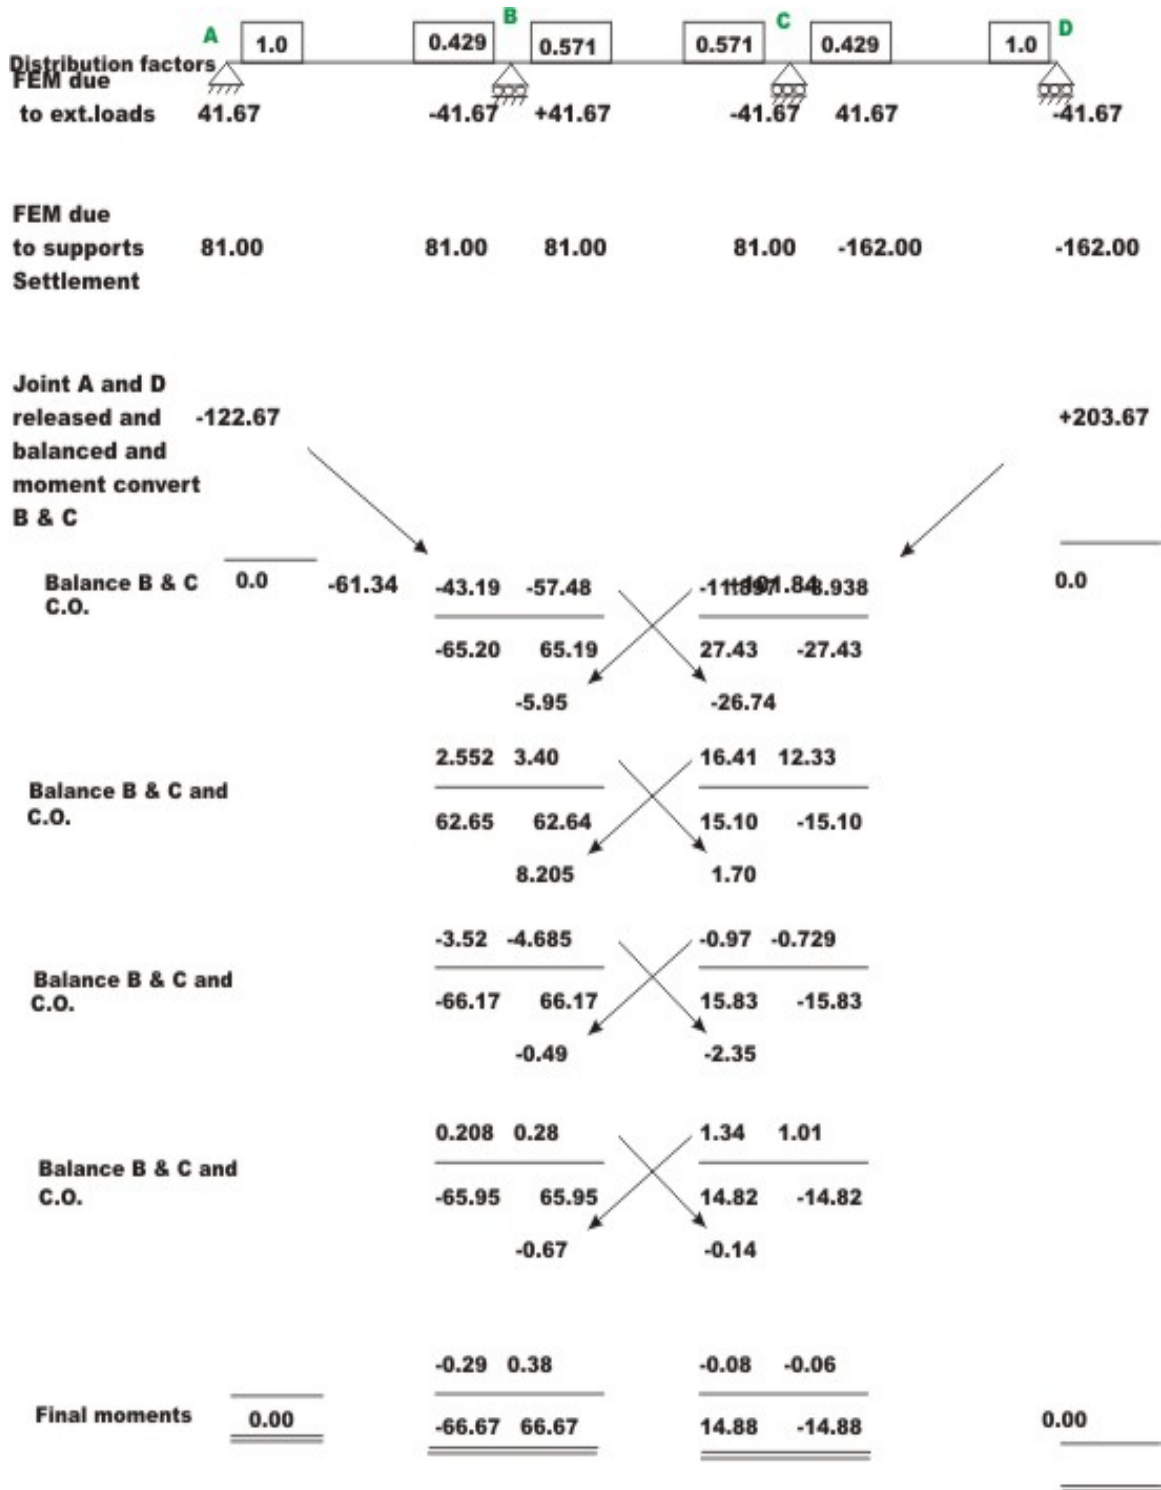 A 1.0 0.429 B 0.571 0.571 C 0.429 1.0 D
Distribution factors
FEM due
to ext.loads 41.67 -41.67 +41.67 -41.67 41.67 -41.67
FEM due
to supports 81.00 81.00 81.00 81.00 -162.00 -162.00
Settlement
Joint A and D
released and -122.67 +203.67
balanced and
moment convert
B & C
Balance B & C 0.0 -61.34 -43.19 -57.48 0.0
C.O.
-65.20 65.19 27.43 -27.43
-5.95 -26.74
2.552 3.40 16.41 12.33
Balance B & C and
C.O. 62.65 62.64 15.10 -15.10
8.205 1.70
-3.52 -4.685 -0.97 -0.729
Balance B & C and
C.O. -66.17 66.17 15.83 -15.83
-0.49 -2.35
0.208 0.28 1.34 1.01
Balance B & C and
C.O. -65.95 65.95 14.82 -14.82
-0.67 -0.14
-0.29 0.38 -0.08 -0.06
Final moments 0.00 -66.67 66.67 14.88 -14.88 0.00